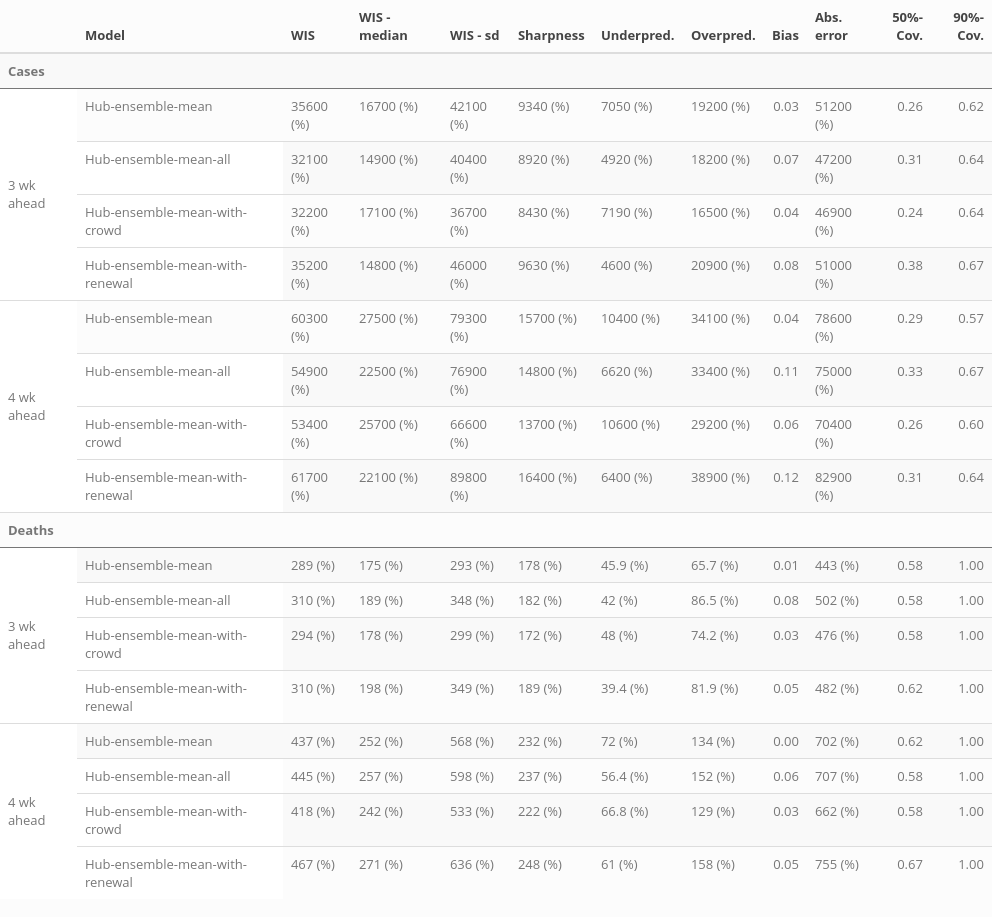 Model WIS WIS - median WIS - sd Sharpness Underpred. Overpred. Bias Abs. error 50%-Cov. 90%-Cov.
Cases
3 wk ahead
Hub-ensemble-mean 35600 (%) 16700 (%) 42100 (%) 9340 (%) 7050 (%) 19200 (%) 0.03 51200 (%) 0.26 0.62
Hub-ensemble-mean-all 32100 (%) 14900 (%) 40400 (%) 8920 (%) 4920 (%) 18200 (%) 0.07 47200 (%) 0.31 0.64
Hub-ensemble-mean-with-crowd 32200 (%) 17100 (%) 36700 (%) 8430 (%) 7190 (%) 16500 (%) 0.04 46900 (%) 0.24 0.64
Hub-ensemble-mean-with-renewal 35200 (%) 14800 (%) 46000 (%) 9630 (%) 4600 (%) 20900 (%) 0.08 51000 (%) 0.38 0.67
4 wk ahead
Hub-ensemble-mean 60300 (%) 27500 (%) 79300 (%) 15700 (%) 10400 (%) 34100 (%) 0.04 78600 (%) 0.29 0.57
Hub-ensemble-mean-all 54900 (%) 22500 (%) 76900 (%) 14800 (%) 6620 (%) 33400 (%) 0.11 75000 (%) 0.33 0.67
Hub-ensemble-mean-with-crowd 53400 (%) 25700 (%) 66600 (%) 13700 (%) 10600 (%) 29200 (%) 0.06 70400 (%) 0.26 0.60
Hub-ensemble-mean-with-renewal 61700 (%) 22100 (%) 89800 (%) 16400 (%) 6400 (%) 38900 (%) 0.12 82900 (%) 0.31 0.64
Deaths
3 wk ahead
Hub-ensemble-mean 289 (%) 175 (%) 293 (%) 178 (%) 45.9 (%) 65.7 (%) 0.01 443 (%) 0.58 1.00
Hub-ensemble-mean-all 310 (%) 189 (%) 348 (%) 182 (%) 42 (%) 86.5 (%) 0.08 502 (%) 0.58 1.00
Hub-ensemble-mean-with-crowd 294 (%) 178 (%) 299 (%) 172 (%) 48 (%) 74.2 (%) 0.03 476 (%) 0.58 1.00
Hub-ensemble-mean-with-renewal 310 (%) 198 (%) 349 (%) 189 (%) 39.4 (%) 81.9 (%) 0.05 482 (%) 0.62 1.00
4 wk ahead
Hub-ensemble-mean 437 (%) 252 (%) 568 (%) 232 (%) 72 (%) 134 (%) 0.00 702 (%) 0.62 1.00
Hub-ensemble-mean-all 445 (%) 257 (%) 598 (%) 237 (%) 56.4 (%) 152 (%) 0.06 707 (%) 0.58 1.00
Hub-ensemble-mean-with-crowd 418 (%) 242 (%) 533 (%) 222 (%) 66.8 (%) 129 (%) 0.03 662 (%) 0.58 1.00
Hub-ensemble-mean-with-renewal 467 (%) 271 (%) 636 (%) 248 (%) 61 (%) 158 (%) 0.05 755 (%) 0.67 1.00